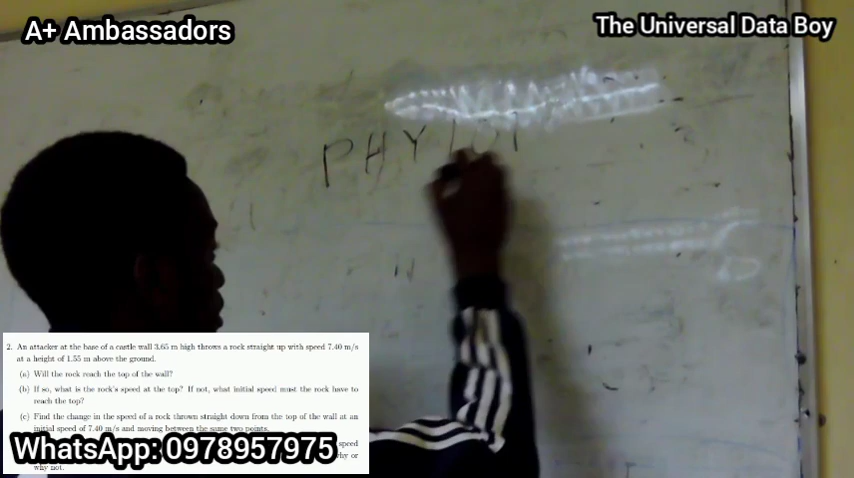 A+ Ambassadors
The Universal Data Boy
PHY 101
2. An attacker at the base of a castle wall 3.65 m high throws a rock straight up with speed 7.40 m/s
at a height of 1.55 m above the ground.
(a) Will the rock reach the top of the wall?
(b) If so, what is the rock's speed at the top? If not, what initial speed must the rock have to
reach the top?
(c) Find the change in the speed of a rock thrown straight down from the top of the wall at an
initial speed of 7.40 m/s and moving between the same two points.
speed
why or
why not.
WhatsApp: 0978957975